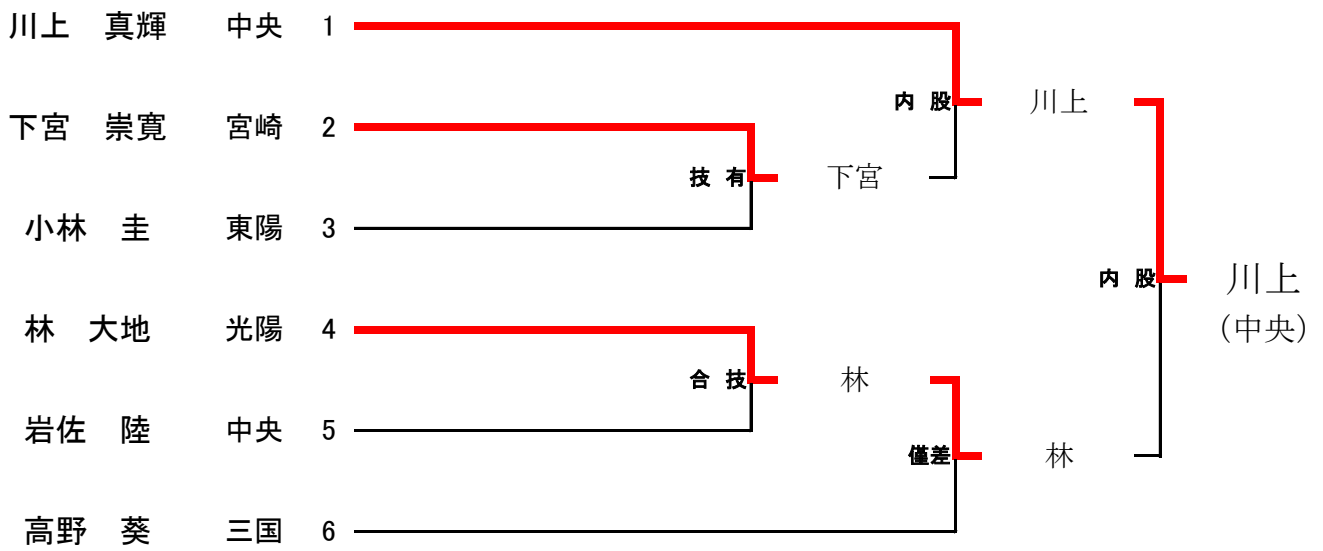 川上　真輝　中央　1
内 股　川上
下宮　崇寛　宮崎　2
技 有　下宮
小林　圭　東陽　3
内 股　川上
(中央)
林　大地　光陽　4
合 技　林
岩佐　陸　中央　5
僅差　林
高野　葵　三国　6